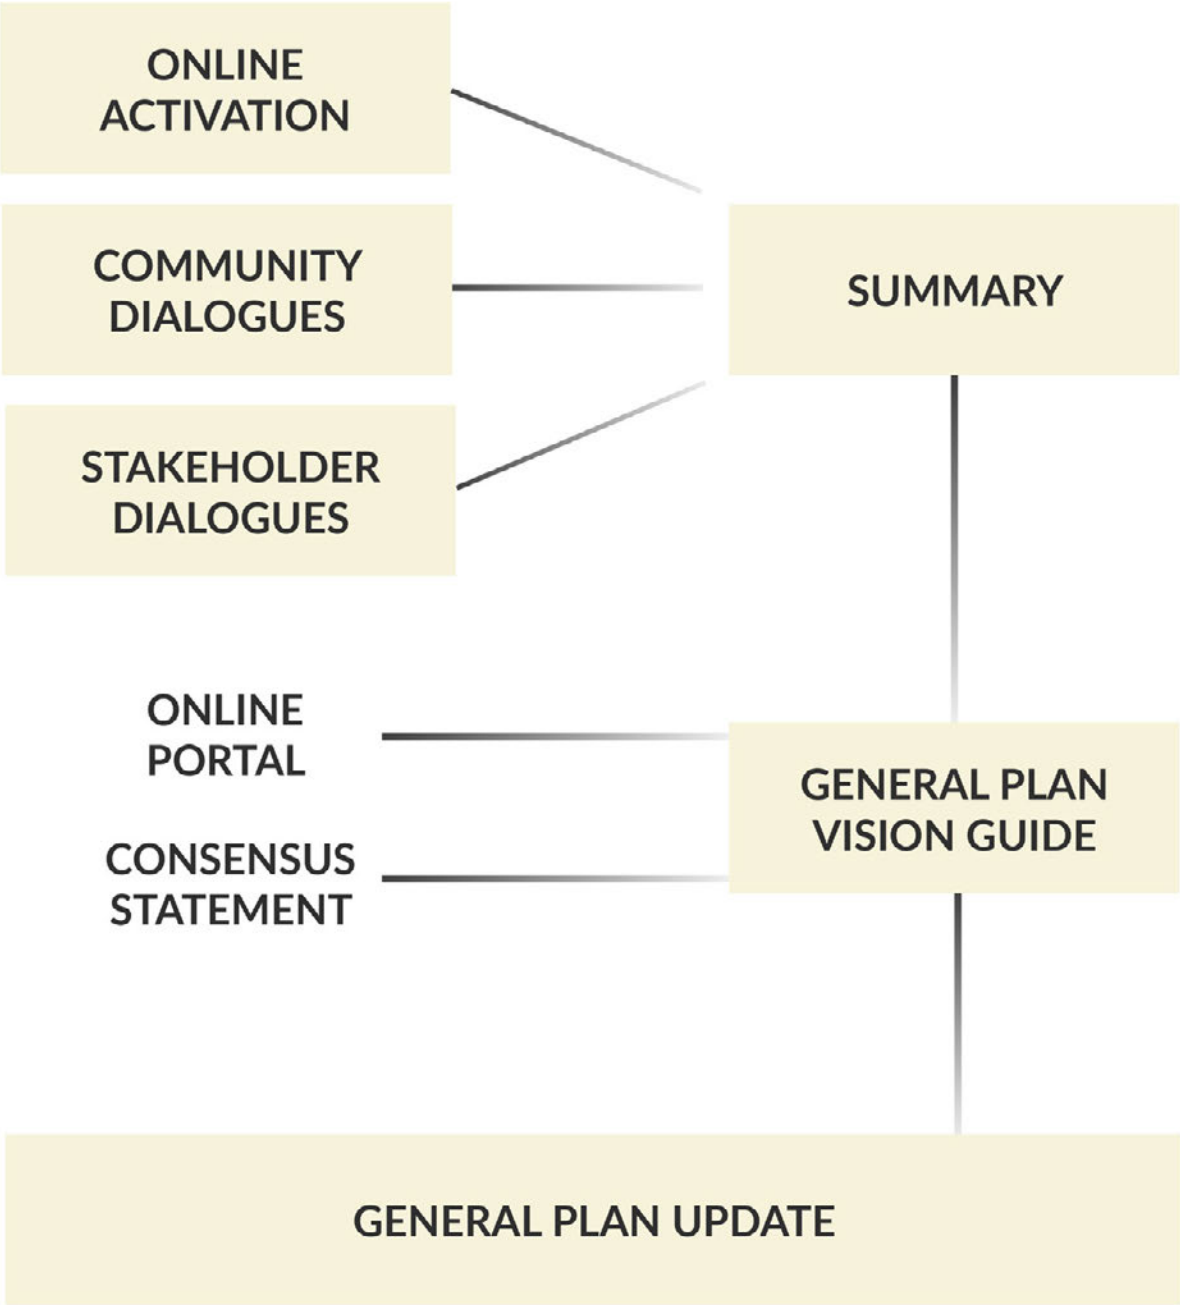 ONLINE
ACTIVATION
COMMUNITY
DIALOGUES
SUMMARY
STAKEHOLDER
DIALOGUES
ONLINE
PORTAL
GENERAL PLAN
VISION GUIDE
CONSENSUS
STATEMENT
GENERAL PLAN UPDATE